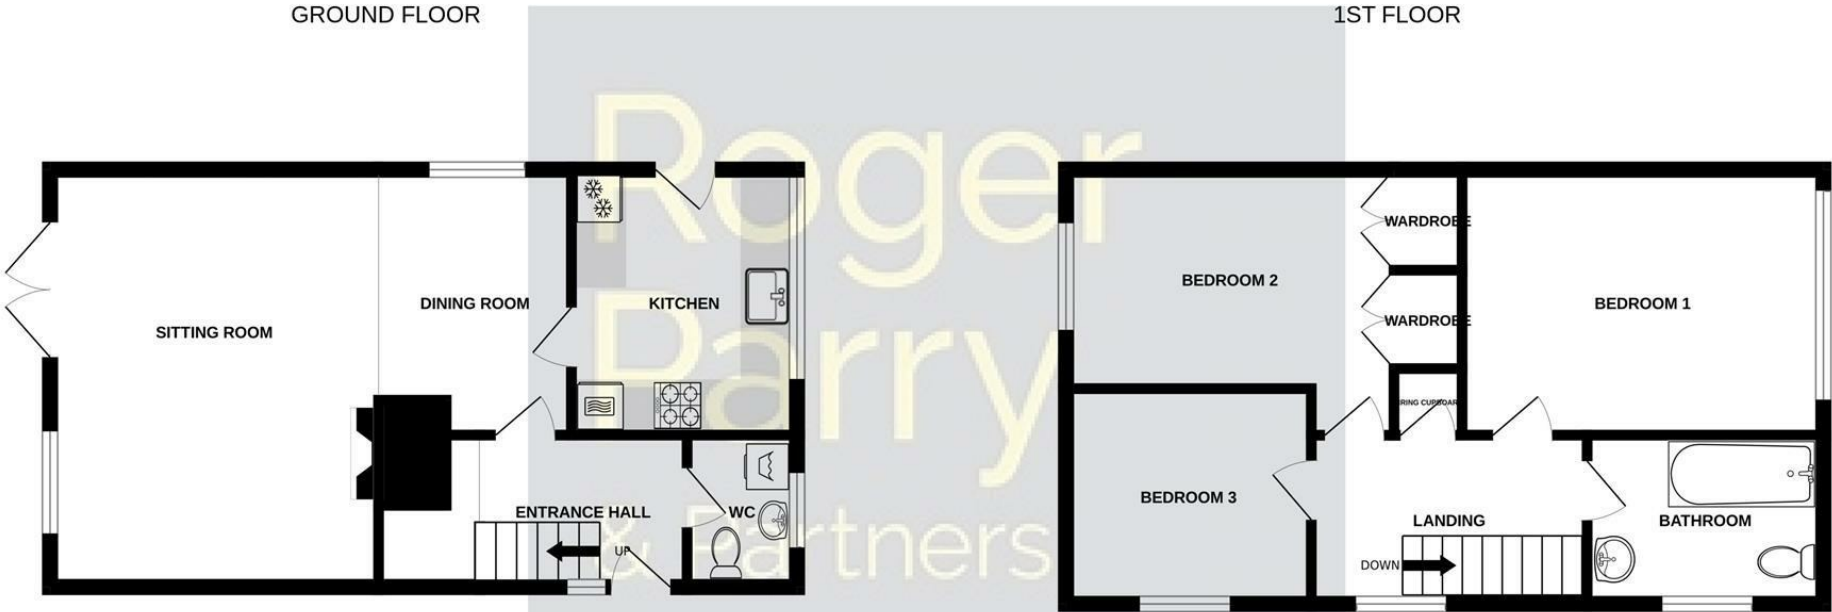 GROUND FLOOR
1ST FLOOR
Roger
Parry
& Partners
SITTING ROOM
DINING ROOM
KITCHEN
ENTRANCE HALL
WC
UP
BEDROOM 2
WARDROBE
WARDROBE
BEDROOM 1
BEDROOM 3
LANDING
DOWN
BATHROOM